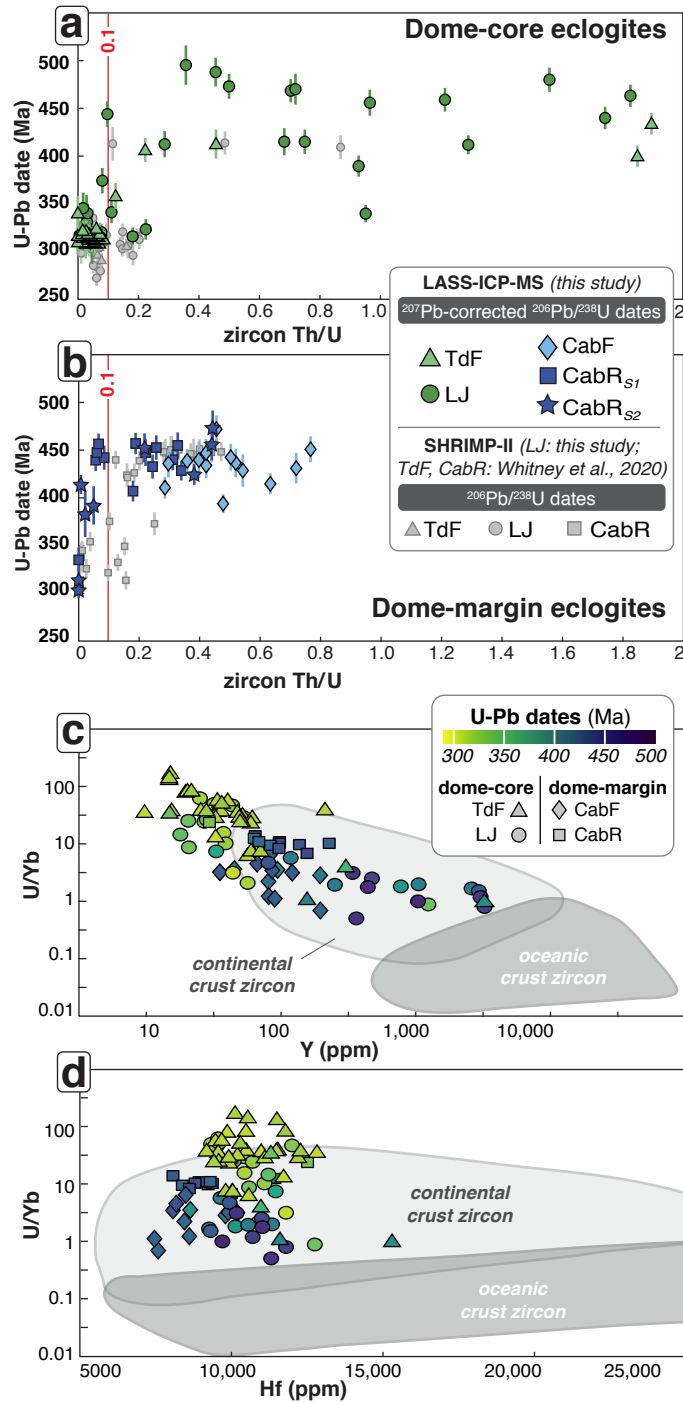 a
Dome-core eclogites
0.1
500
450
400
350
300
250
U-Pb date (Ma)
0.0 0.2 0.4 0.6 0.8 1.0
zircon Th/U
LASS-ICP-MS (this study)
207Pb-corrected 206Pb/238U dates
TdF
LJ
CabF
CabRS1
CabRS2
SHRIMP-II (LJ: this study;
TdF, CabR: Whitney et al., 2020)
206Pb/238U dates
TdF LJ CabR
b
0.1
500
450
400
350
300
250
U-Pb date (Ma)
Dome-margin eclogites
0.0 0.2 0.4 0.6 0.8 1.0 1.2 1.4 1.6 1.8 2
zircon Th/U
c
U-Pb dates (Ma)
300 350 400 450 500
dome-core dome-margin
TdF CabF
LJ CabR
100
10
1
0.1
0.01
U/Yb
continental
crust zircon
oceanic
crust zircon
10 100 1,000 10,000
Y (ppm)
d
100
10
1
0.1
0.01
U/Yb
continental
crust zircon
oceanic
crust zircon
5000 10,000 15,000 20,000 25,000
Hf (ppm)